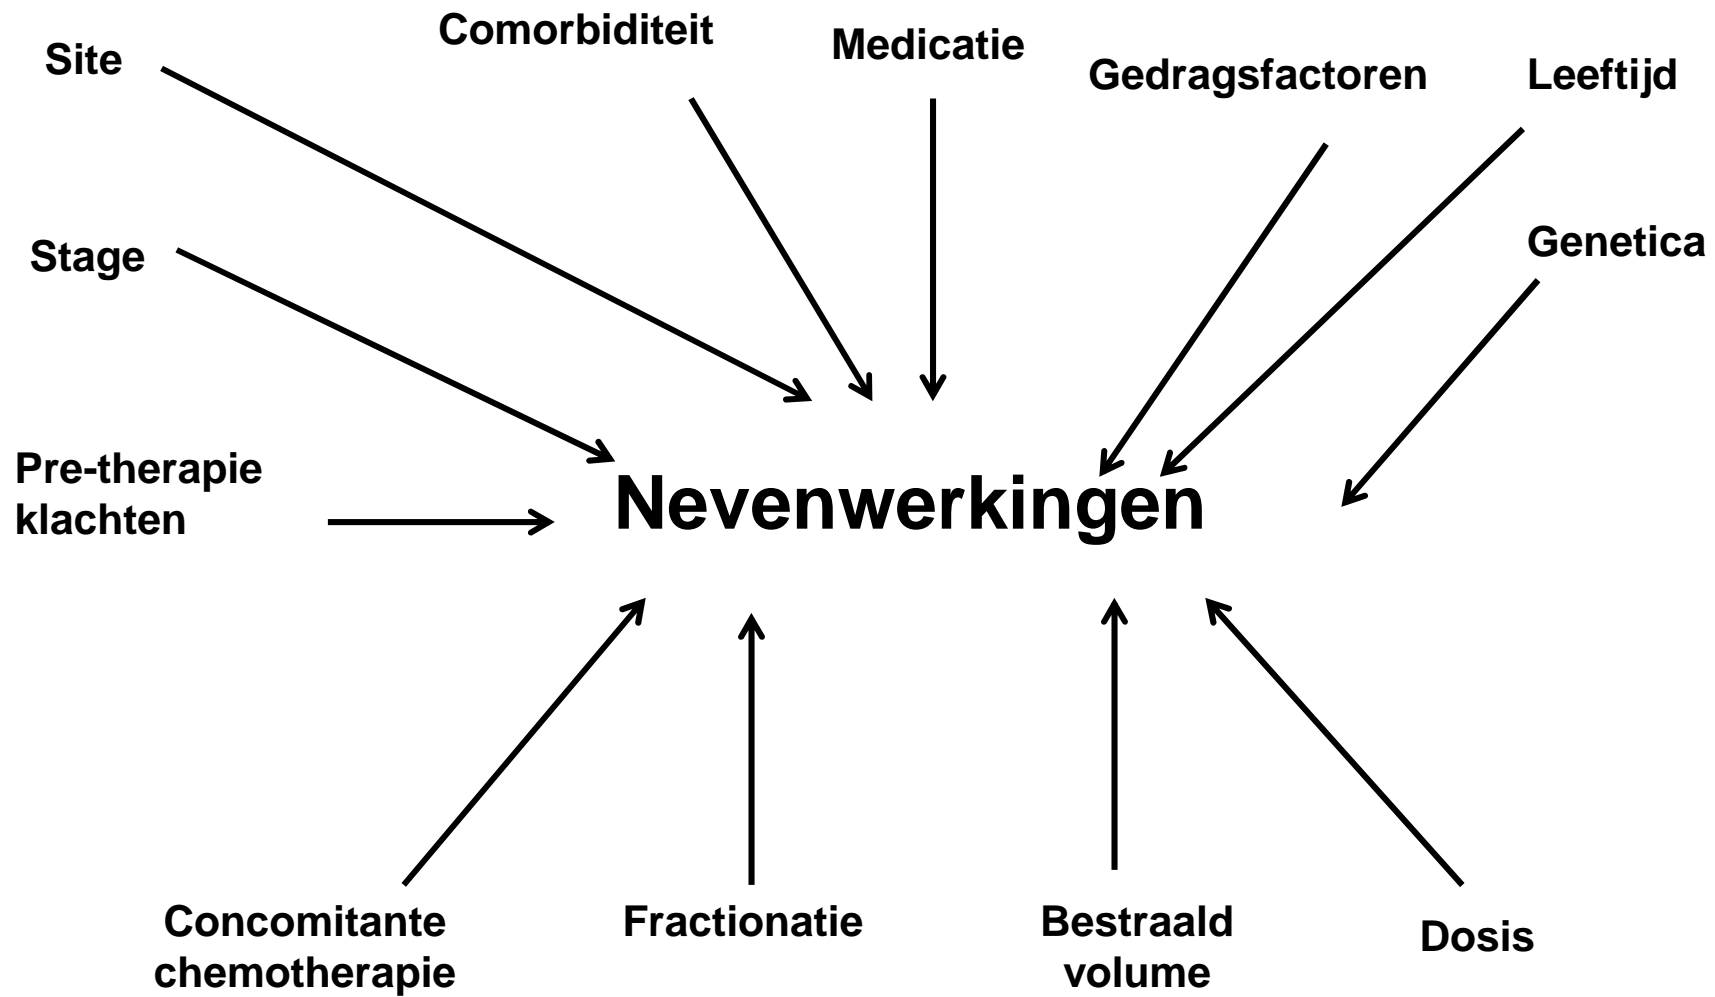 Site
Comorbiditeit
Medicatie
Gedragsfactoren
Leeftijd
Stage
Genetica
Pre-therapie
klachten
Nevenwerkingen
Concomitante
chemotherapie
Fractionatie
Bestraald
volume
Dosis